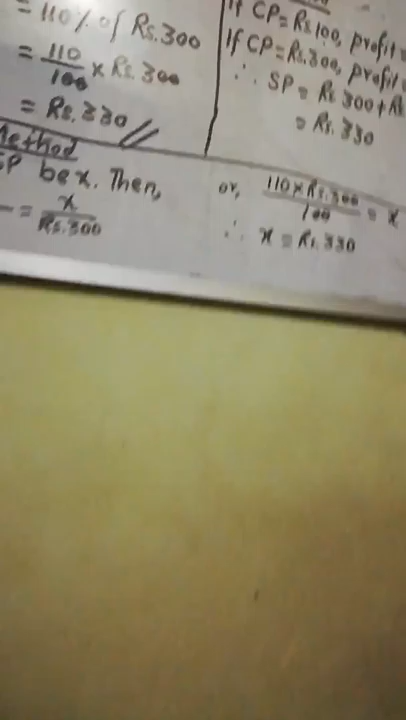 = 110% of Rs.300
= 110/100 × Rs.300
= Rs.330
If CP=Rs.100, profit =
If CP=Rs.300, profit =
∴ SP = Rs 300+Rs
= Rs.330
Method
SP be x. Then,
= x/Rs.300
or, 110×Rs.300/100 = x
∴ x = Rs.330